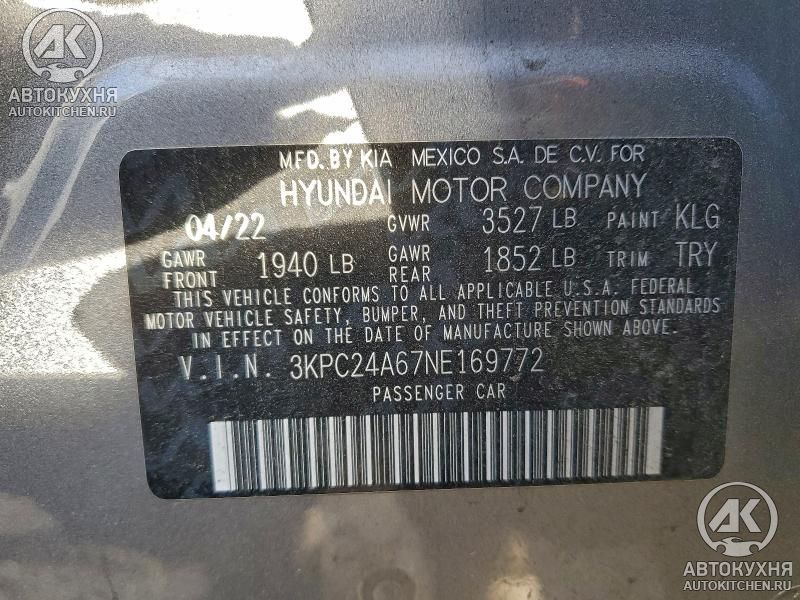 AK
АВТОКУХНЯ
AUTOKITCHEN.RU
MFD. BY KIA MEXICO S.A. DE C.V. FOR
HYUNDAI MOTOR COMPANY
04/22 GVWR 3527 LB PAINT KLG
GAWR FRONT 1940 LB GAWR REAR 1852 LB TRIM TRY
THIS VEHICLE CONFORMS TO ALL APPLICABLE U.S.A. FEDERAL
MOTOR VEHICLE SAFETY, BUMPER, AND THEFT PREVENTION STANDARDS
IN EFFECT ON THE DATE OF MANUFACTURE SHOWN ABOVE.
V.I.N. 3KPC24A67NE169772
PASSENGER CAR
AK
АВТОКУХНЯ
AUTOKITCHEN.RU